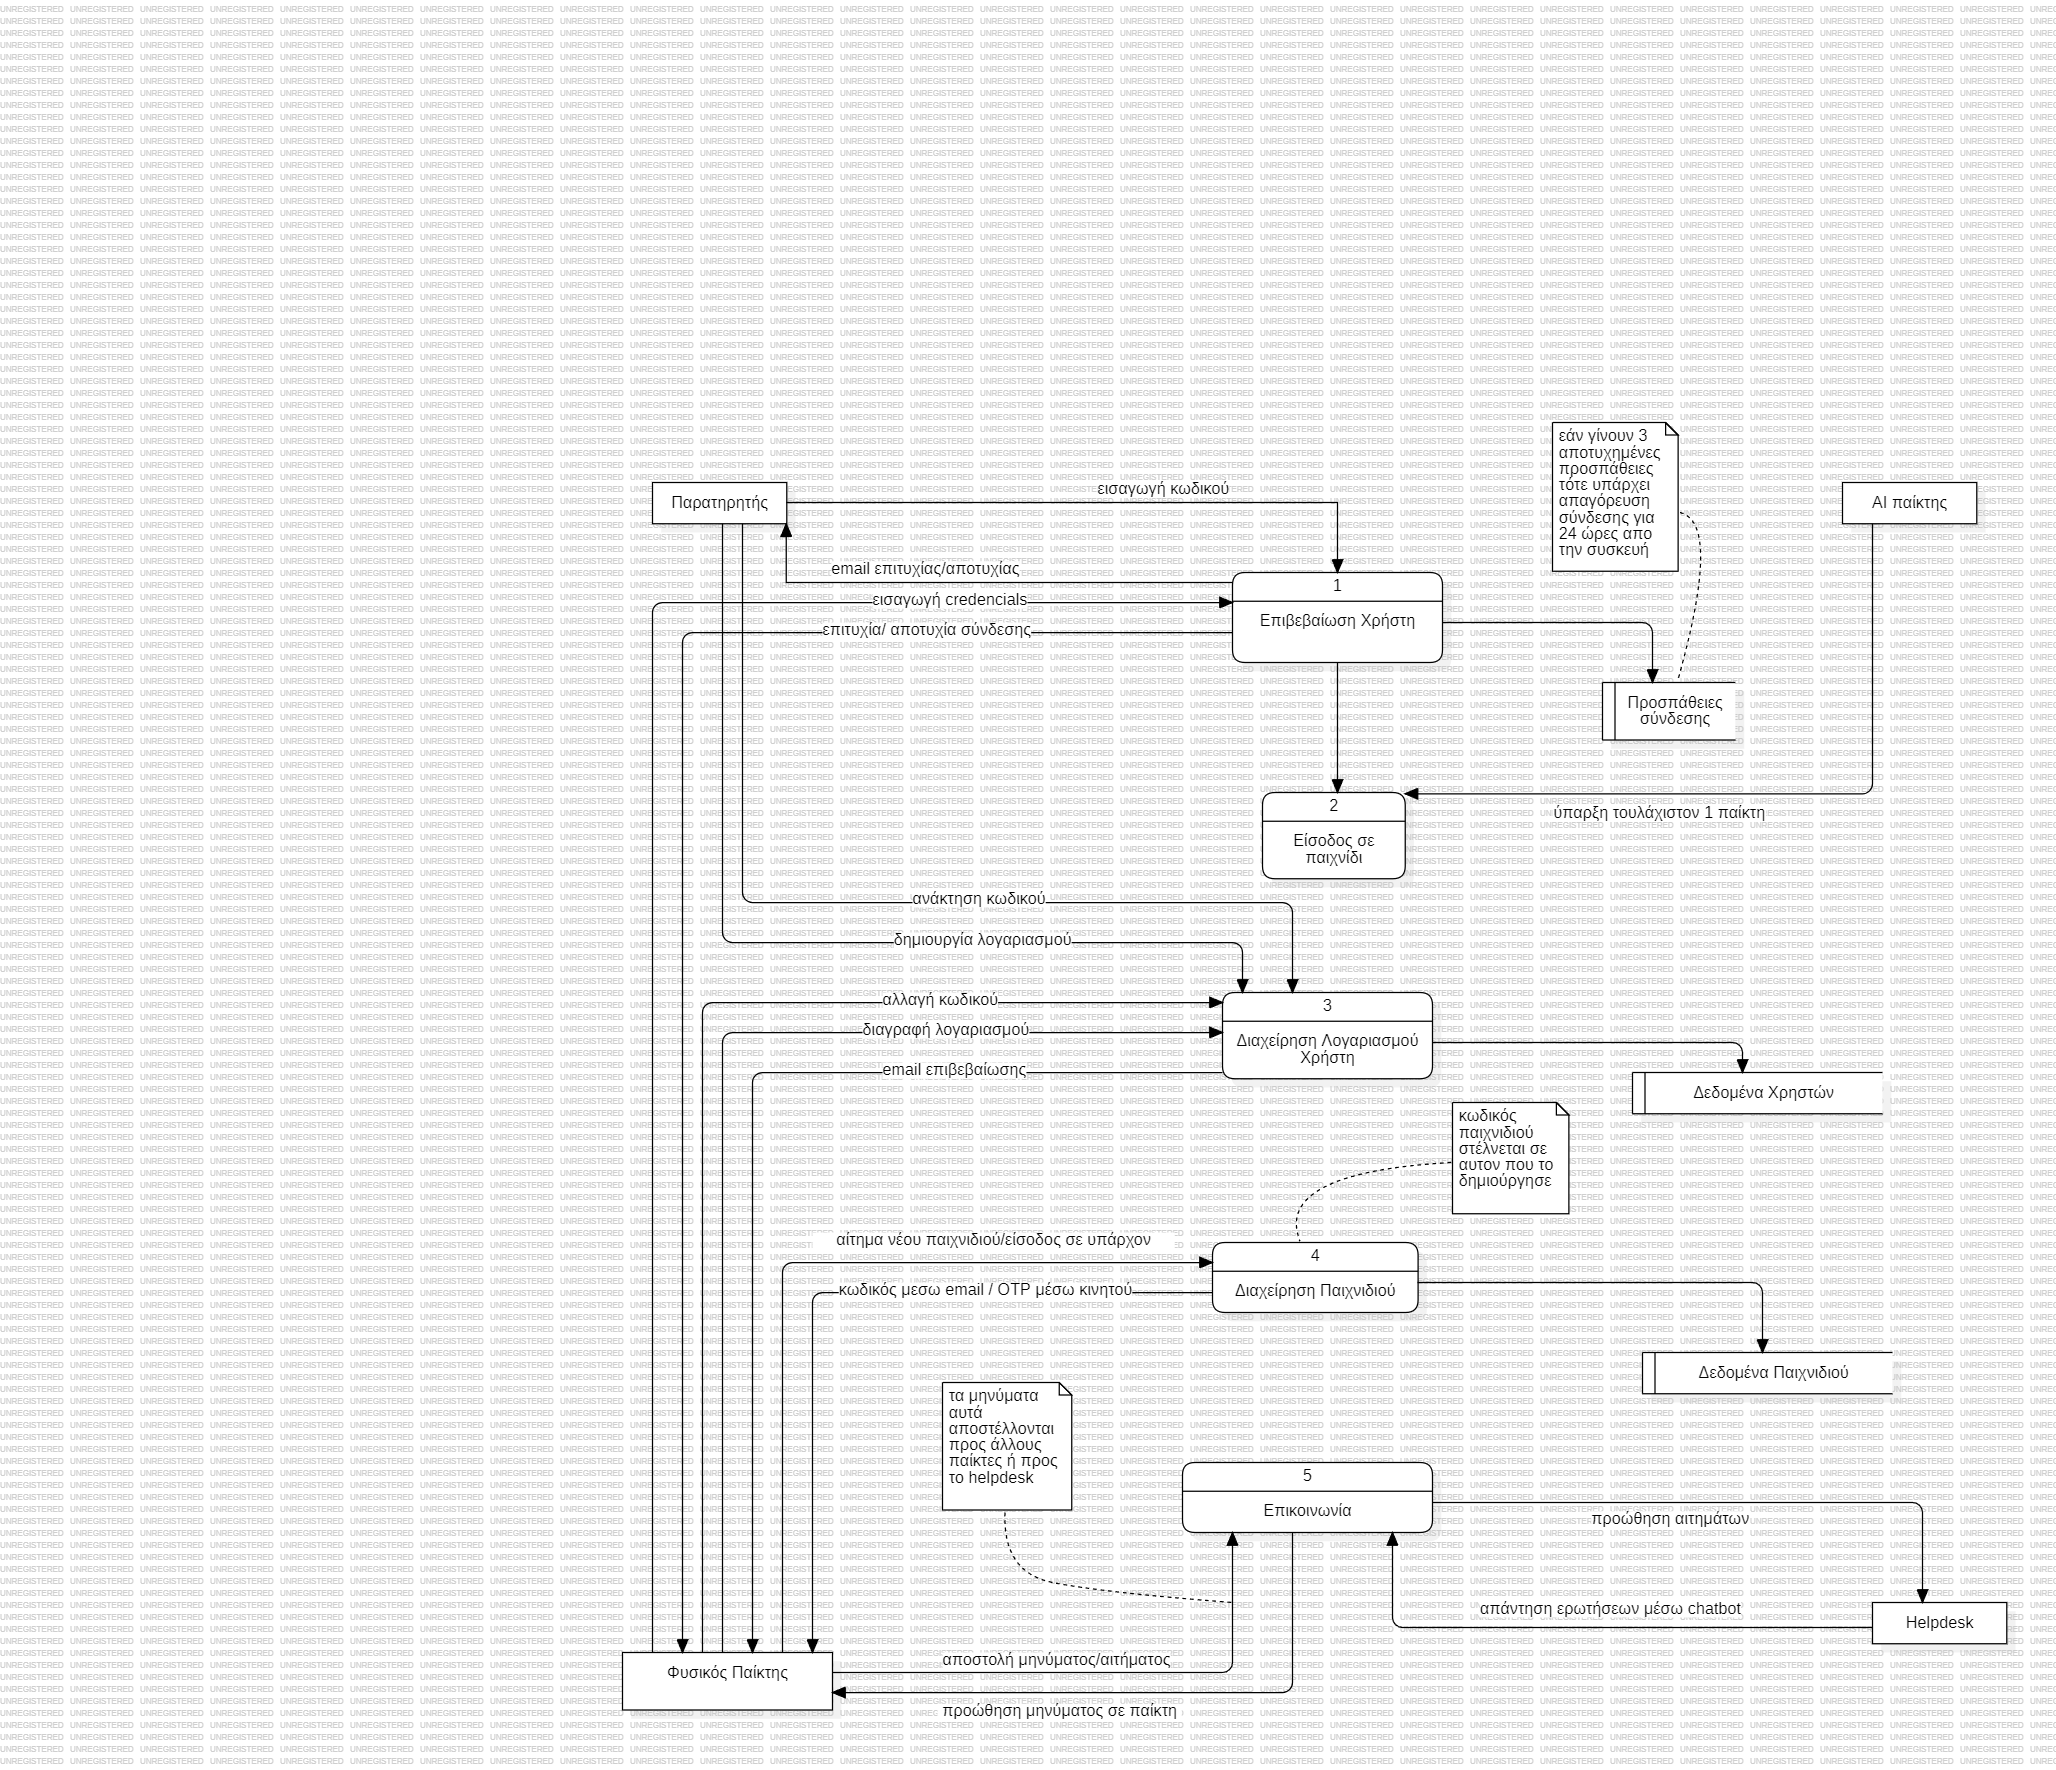 εάν γίνουν 3
αποτυχημένες
προσπάθειες
τότε υπάρχει
απαγόρευση
σύνδεσης για
24 ώρες απο
την συσκευή
Παρατηρητής
εισαγωγή κωδικού
AI παίκτης
email επιτυχίας/αποτυχίας
1
Επιβεβαίωση Χρήστη
εισαγωγή credencials
επιτυχία/ αποτυχία σύνδεσης
Προσπάθειες
σύνδεσης
2
Είσοδος σε
παιχνίδι
ύπαρξη τουλάχιστον 1 παίκτη
ανάκτηση κωδικού
δημιουργία λογαριασμού
αλλαγή κωδικού
διαγραφή λογαριασμού
email επιβεβαίωσης
3
Διαχείρηση Λογαριασμού
Χρήστη
Δεδομένα Χρηστών
κωδικός
παιχνιδιού
στέλνεται σε
αυτον που το
δημιούργησε
αίτημα νέου παιχνιδιού/είσοδος σε υπάρχον
κωδικός μεσω email / OTP μέσω κινητού
4
Διαχείρηση Παιχνιδιού
Δεδομένα Παιχνιδιού
τα μηνύματα
αυτά
αποστέλλονται
προς άλλους
παίκτες ή προς
το helpdesk
5
Επικοινωνία
προώθηση αιτημάτων
απάντηση ερωτήσεων μέσω chatbot
Helpdesk
Φυσικός Παίκτης
αποστολή μηνύματος/αιτήματος
προώθηση μηνύματος σε παίκτη
UNREGISTERED